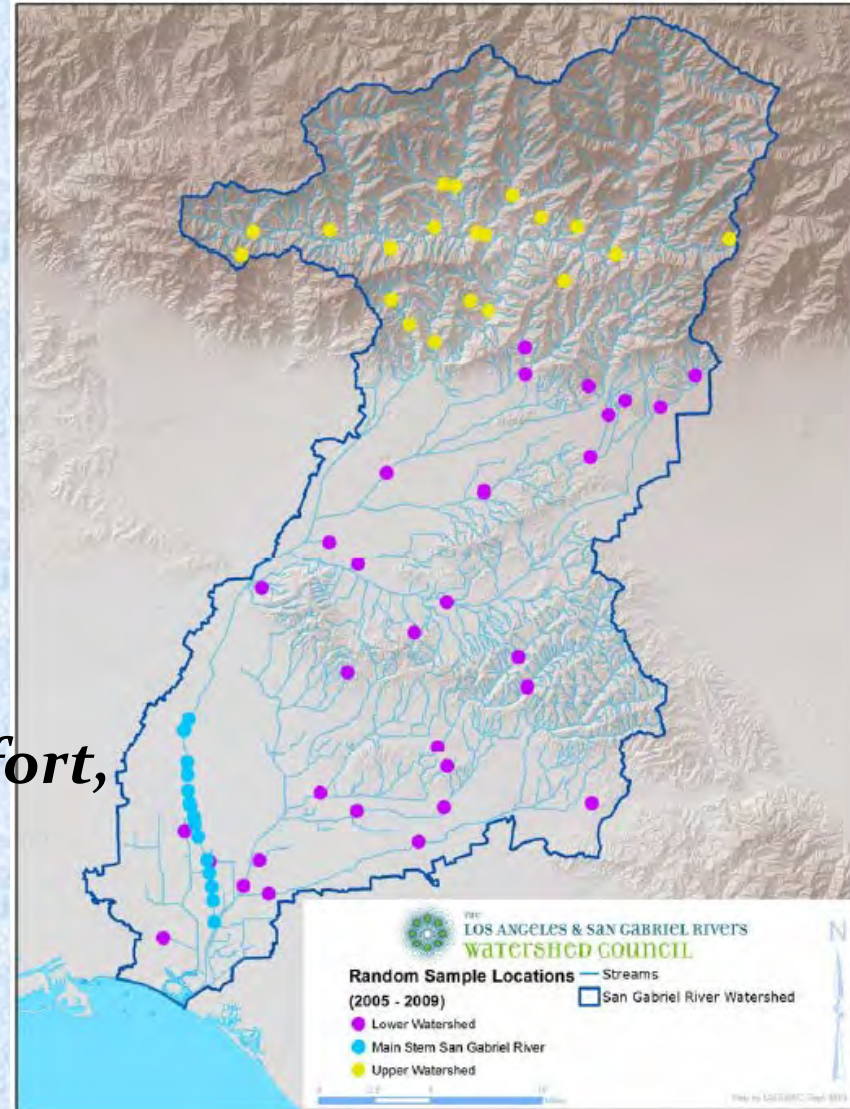 fort,
THE
LOS ANGELES & SAN GABRIEL RIVERS
WATERSHED COUNCIL
Random Sample Locations
(2005 - 2009)
Lower Watershed
Main Stem San Gabriel River
Upper Watershed
Streams
San Gabriel River Watershed
N